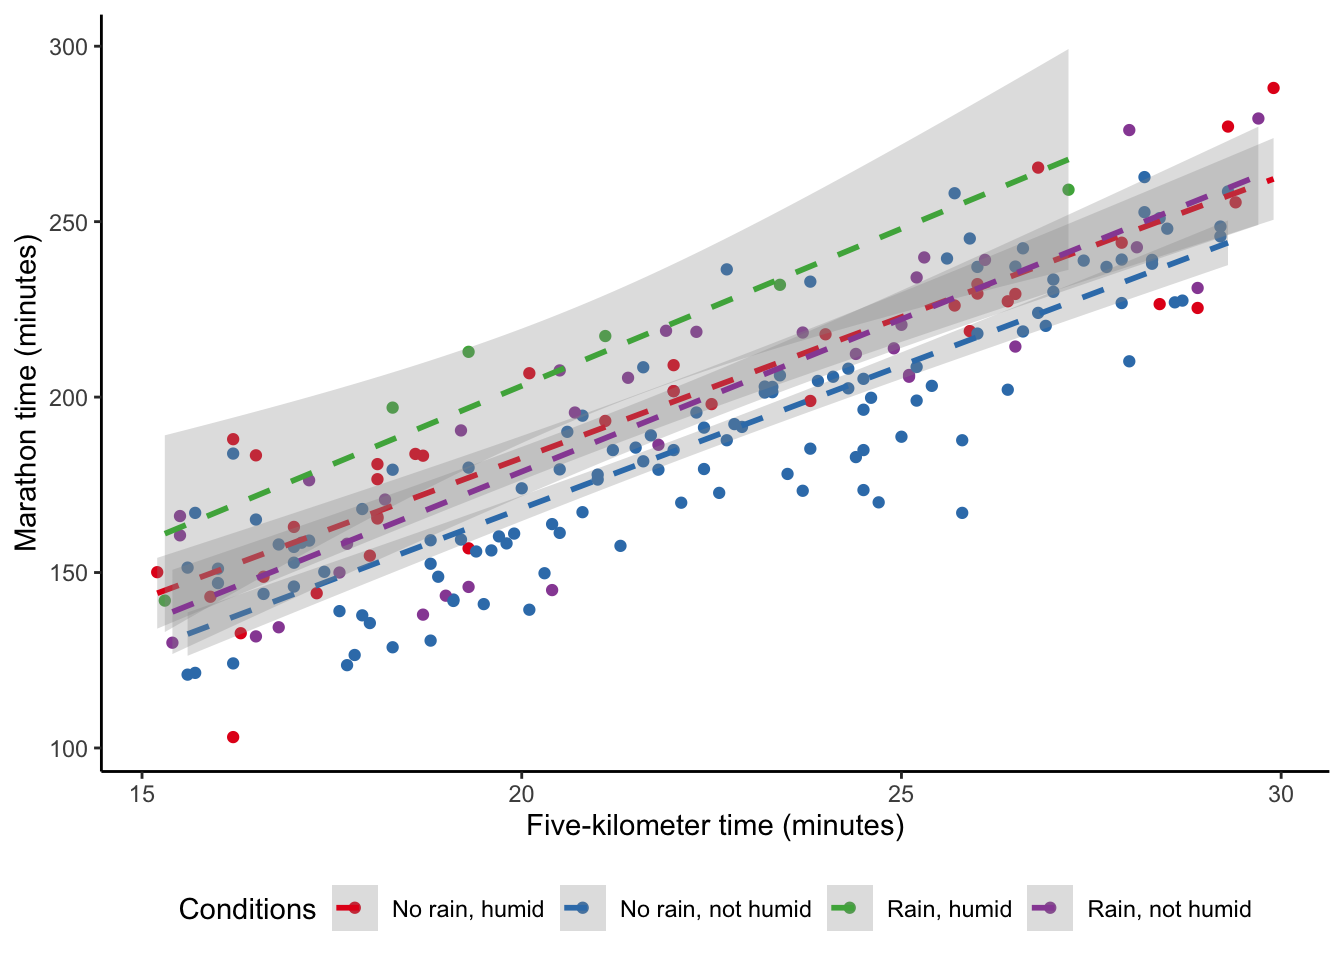 300
250
200
150
100
Marathon time (minutes)
15 20 25 30
Five-kilometer time (minutes)
Conditions No rain, humid No rain, not humid Rain, humid Rain, not humid